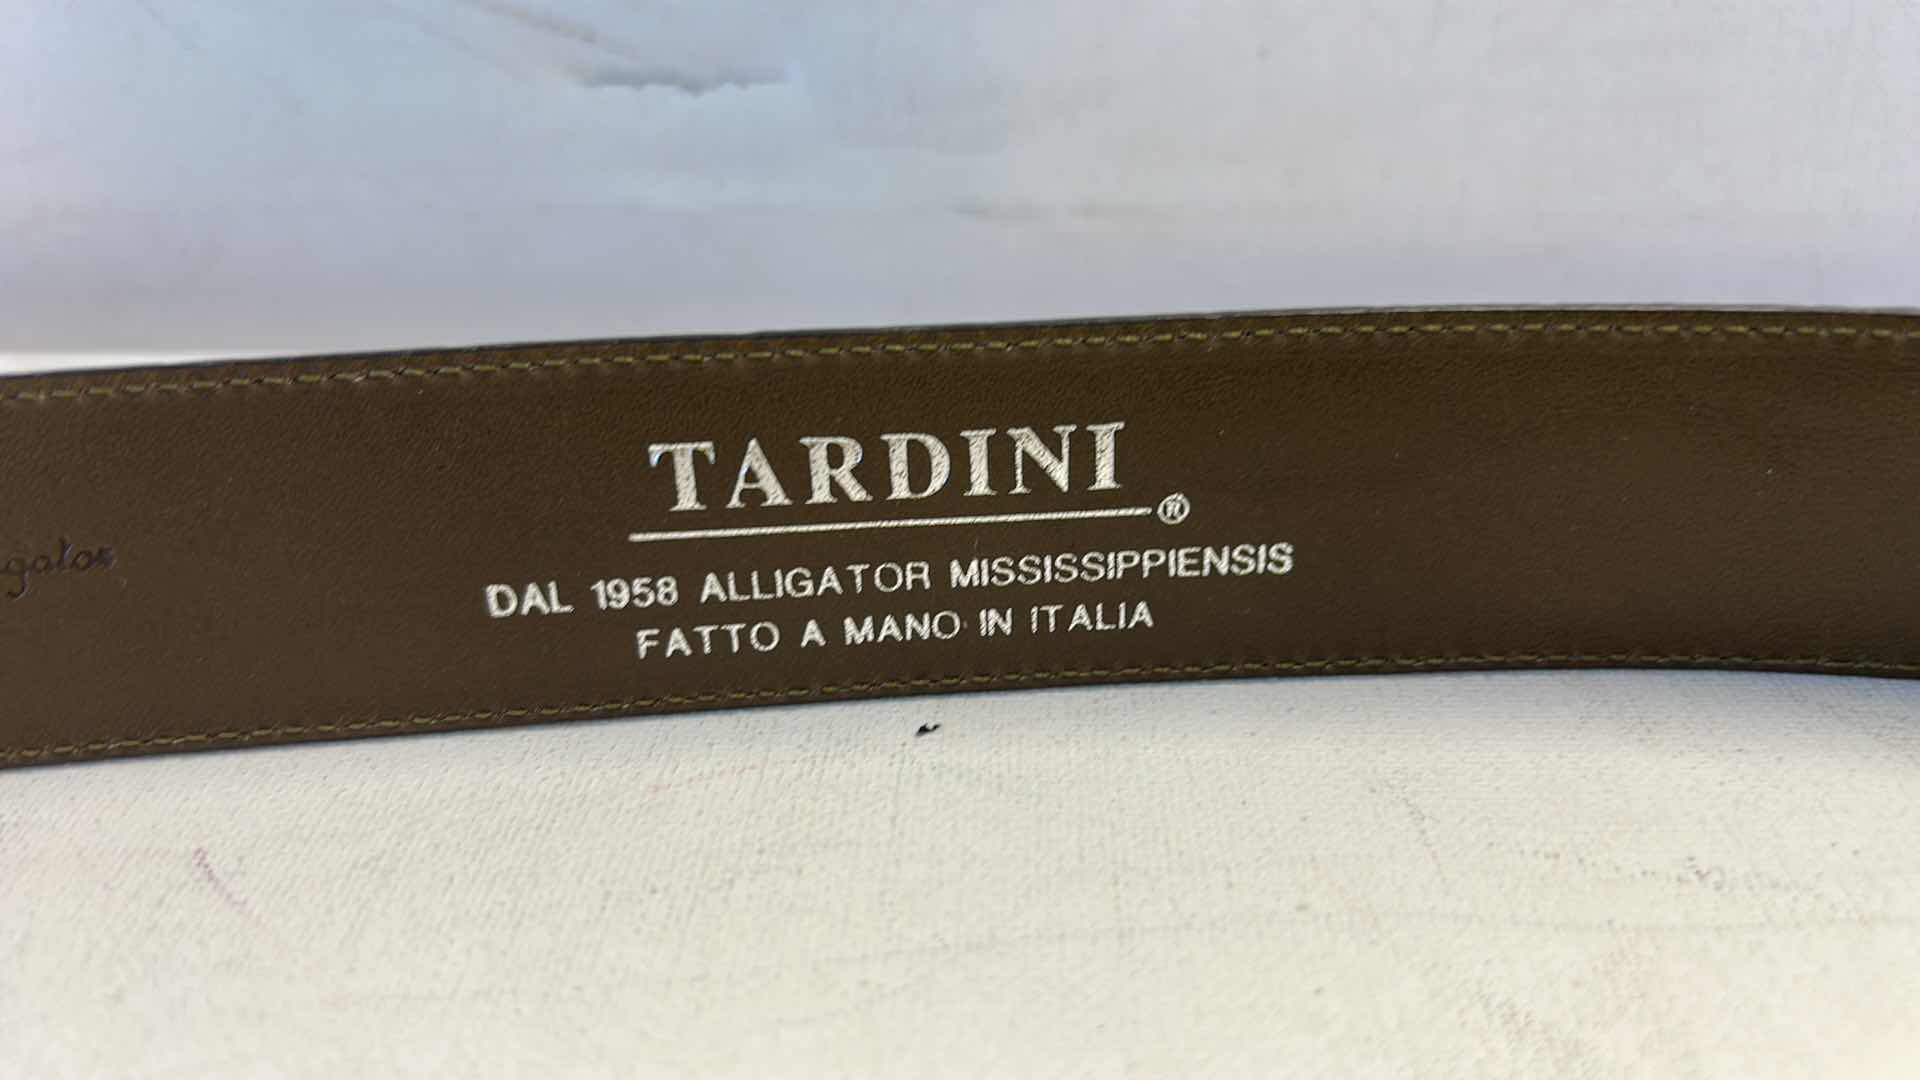 TARDINI ®
DAL 1958 ALLIGATOR MISSISSIPPIENSIS
FATTO A MANO IN ITALIA